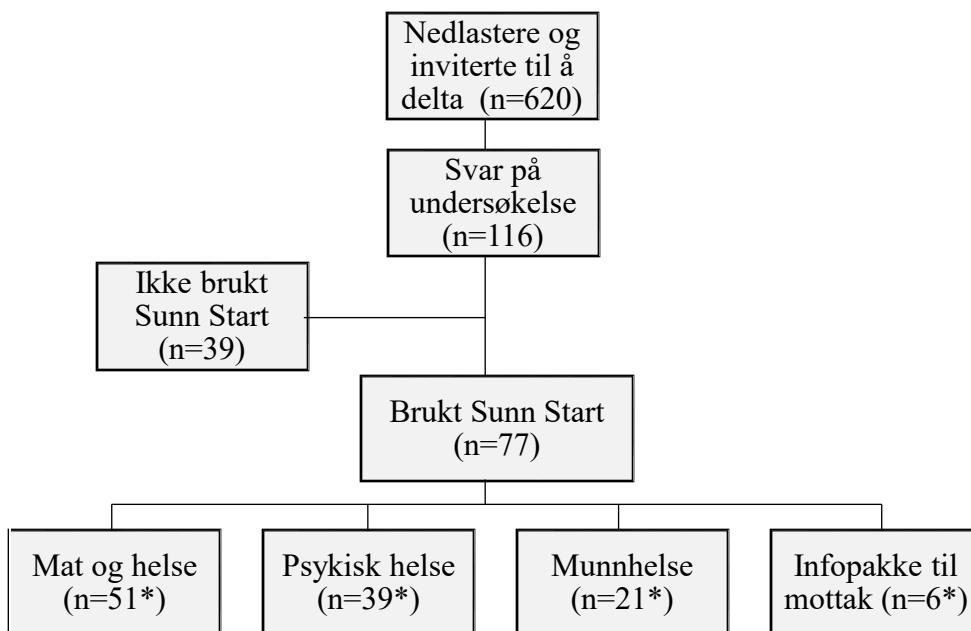 Nedlastere og
inviterte til å
delta (n=620)
Svar på
undersøkelse
(n=116)
Ikke brukt
Sunn Start
(n=39)
Brukt Sunn Start
(n=77)
Mat og helse
(n=51*)
Psykisk helse
(n=39*)
Munnhelse
(n=21*)
Infopakke til
mottak (n=6*)